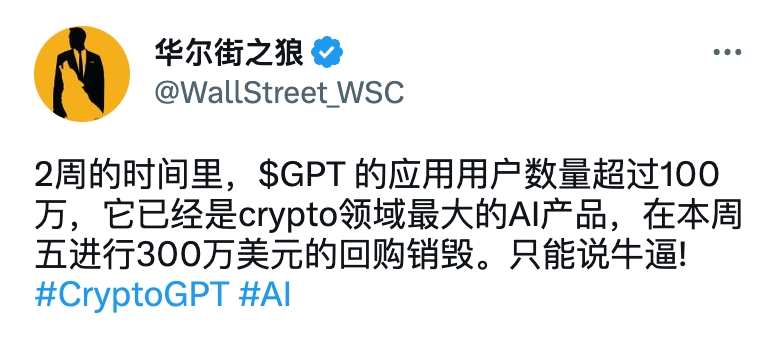 华尔街之狼
@WallStreet_WSC
2周的时间里，$GPT 的应用用户数量超过100
万，它已经是crypto领域最大的AI产品，在本周
五进行300万美元的回购销毁。只能说牛逼!
#CryptoGPT #AI